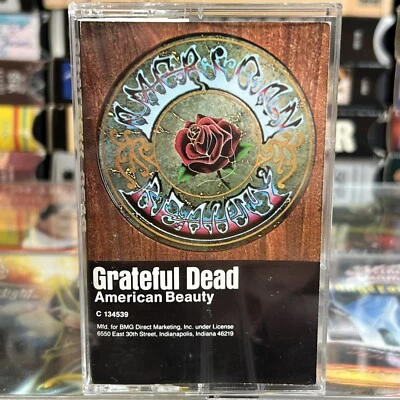 AMERICAN
BEAUTY
Grateful Dead
American Beauty
C 134539
Mfd. for BMG Direct Marketing, Inc. under License
6550 East 30th Street, Indianapolis, Indiana 46219